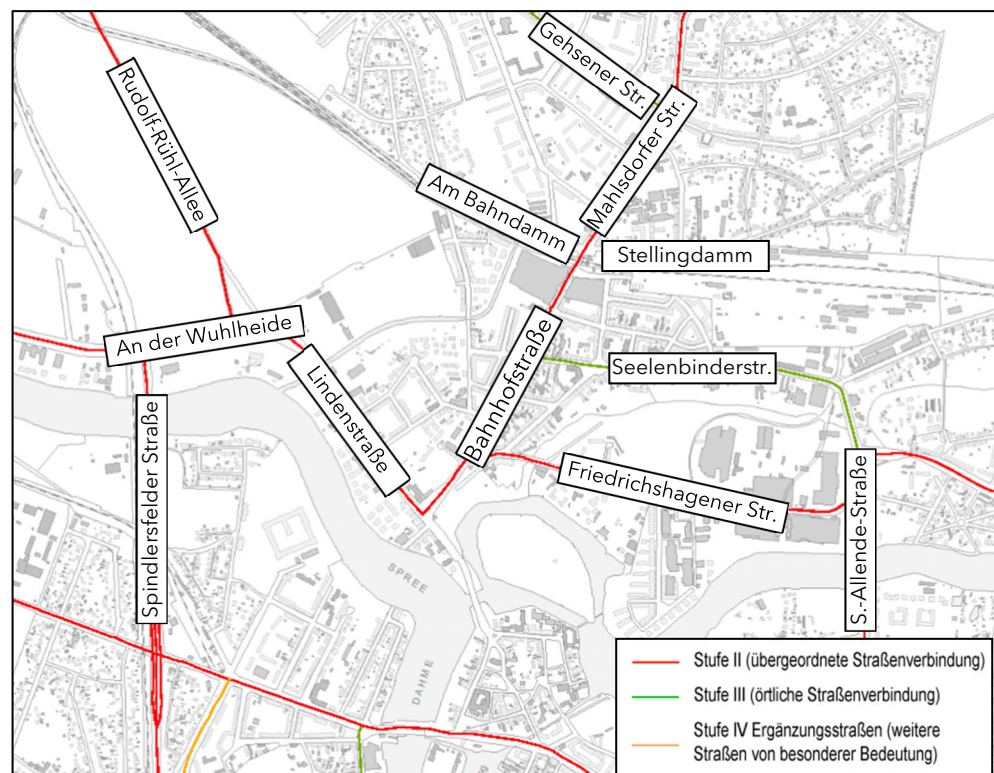 Gehsener Str.
Rudolf-Rühl-Allee
Mahlsdorfer Str.
Am Bahndamm
Stellingdamm
An der Wuhlheide
Bahnhofstraße
Lindenstraße
Seelenbinderstr.
Spindlersfelder Straße
Friedrichshagener Str.
S.-Allende-Straße
SPREE
DAHME
Stufe II (übergeordnete Straßenverbindung)
Stufe III (örtliche Straßenverbindung)
Stufe IV Ergänzungsstraßen (weitere
Straßen von besonderer Bedeutung)